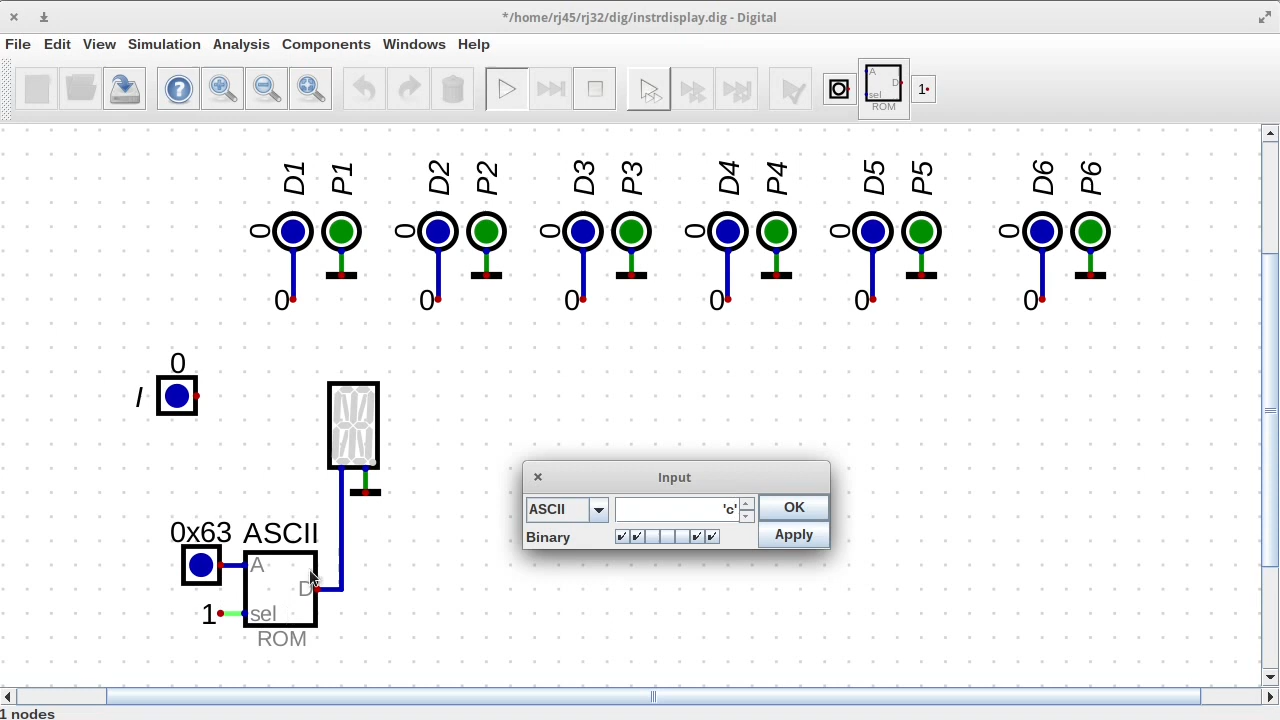 */home/rj45/rj32/dig/instrdisplay.dig - Digital
File Edit View Simulation Analysis Components Windows Help
A
D
sel
ROM
1
D1 P1 D2 P2 D3 P3 D4 P4 D5 P5 D6 P6
0 0 0 0 0 0
0 0 0 0 0 0
0
I
Input
ASCII 'c' OK
Binary Apply
0x63 ASCII
A
D
1 sel
ROM
1 nodes